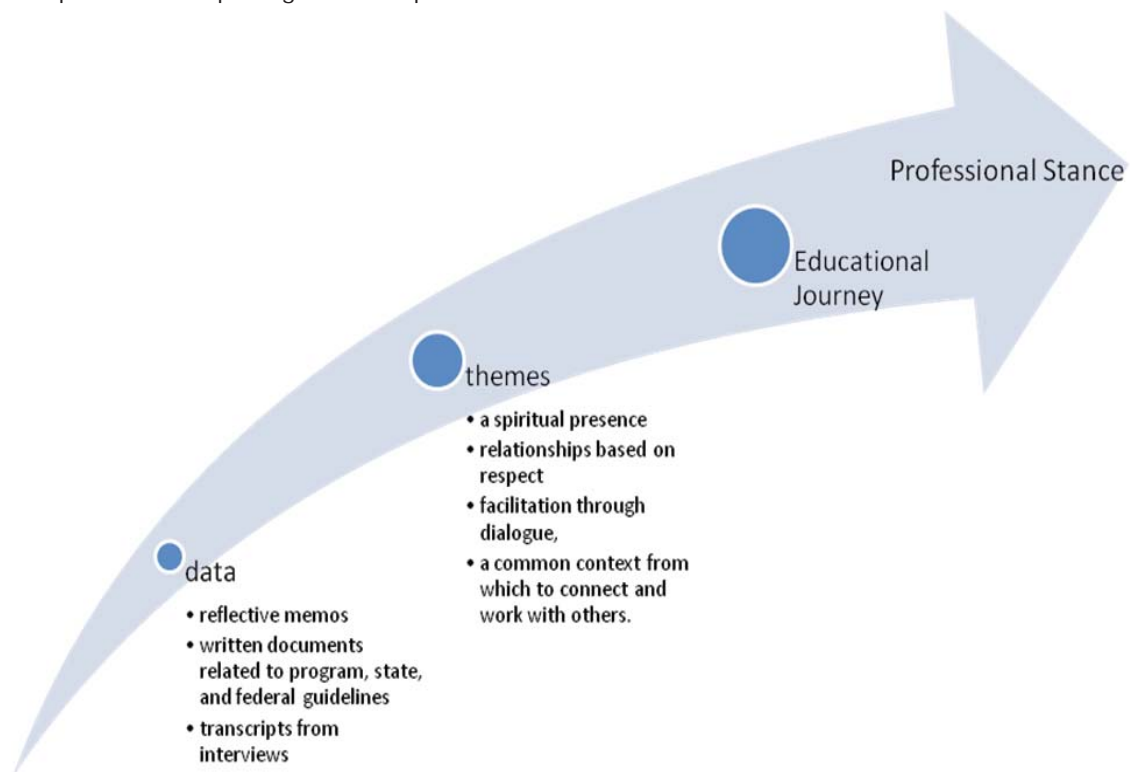 Professional Stance
Educational
Journey
themes
• a spiritual presence
• relationships based on
respect
• facilitation through
dialogue,
• a common context from
which to connect and
work with others.
data
• reflective memos
• written documents
related to program, state,
and federal guidelines
• transcripts from
interviews